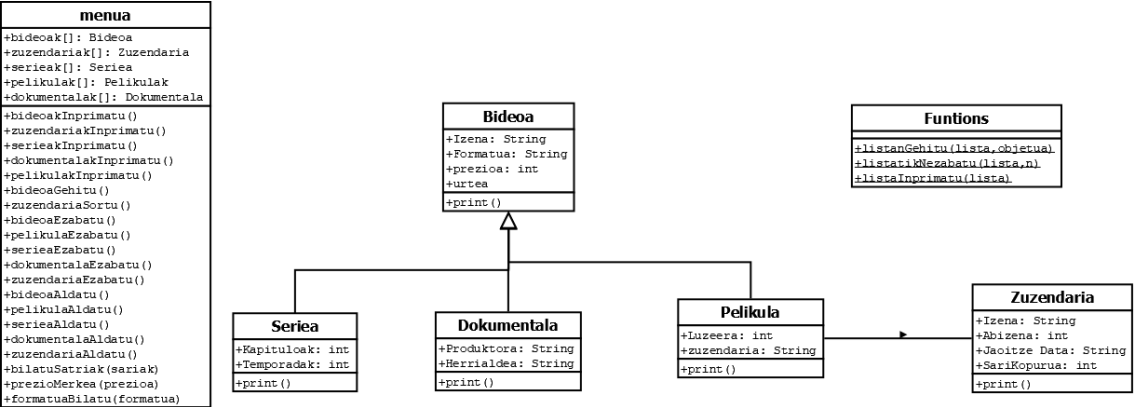 menua
+bideoak[]: Bideoa
+zuzendariak[]: Zuzendaria
+serieak[]: Seriea
+pelikulak[]: Pelikulak
+dokumentalak[]: Dokumentala
+bideoakInprimatu()
+zuzendariakInprimatu()
+serieakInprimatu()
+dokumentalakInprimatu()
+pelikulakInprimatu()
+bideoaGehitu()
+zuzendariaSortu()
+bideoaEzabatu()
+pelikulaEzabatu()
+serieaEzabatu()
+dokumentalaEzabatu()
+zuzendariaEzabatu()
+bideoaAldatu()
+pelikulaAldatu()
+serieaAldatu()
+dokumentalaAldatu()
+zuzendariaAldatu()
+bilatuSatriak(sariak)
+prezioMerkea(prezioa)
+formatuaBilatu(formatua)
Bideoa
+Izena: String
+Formatua: String
+prezioa: int
+urtea
+print()
Funtions
+listanGehitu(lista,objetua)
+listatikNezabatu(lista,n)
+listaInprimatu(lista)
Seriea
+Kapituloak: int
+Temporadak: int
+print()
Dokumentala
+Produktora: String
+Herrialdea: String
+print()
Pelikula
+Luzeera: int
+zuzendaria: String
+print()
Zuzendaria
+Izena: String
+Abizena: int
+Jaoitze Data: String
+SariKopurua: int
+print()